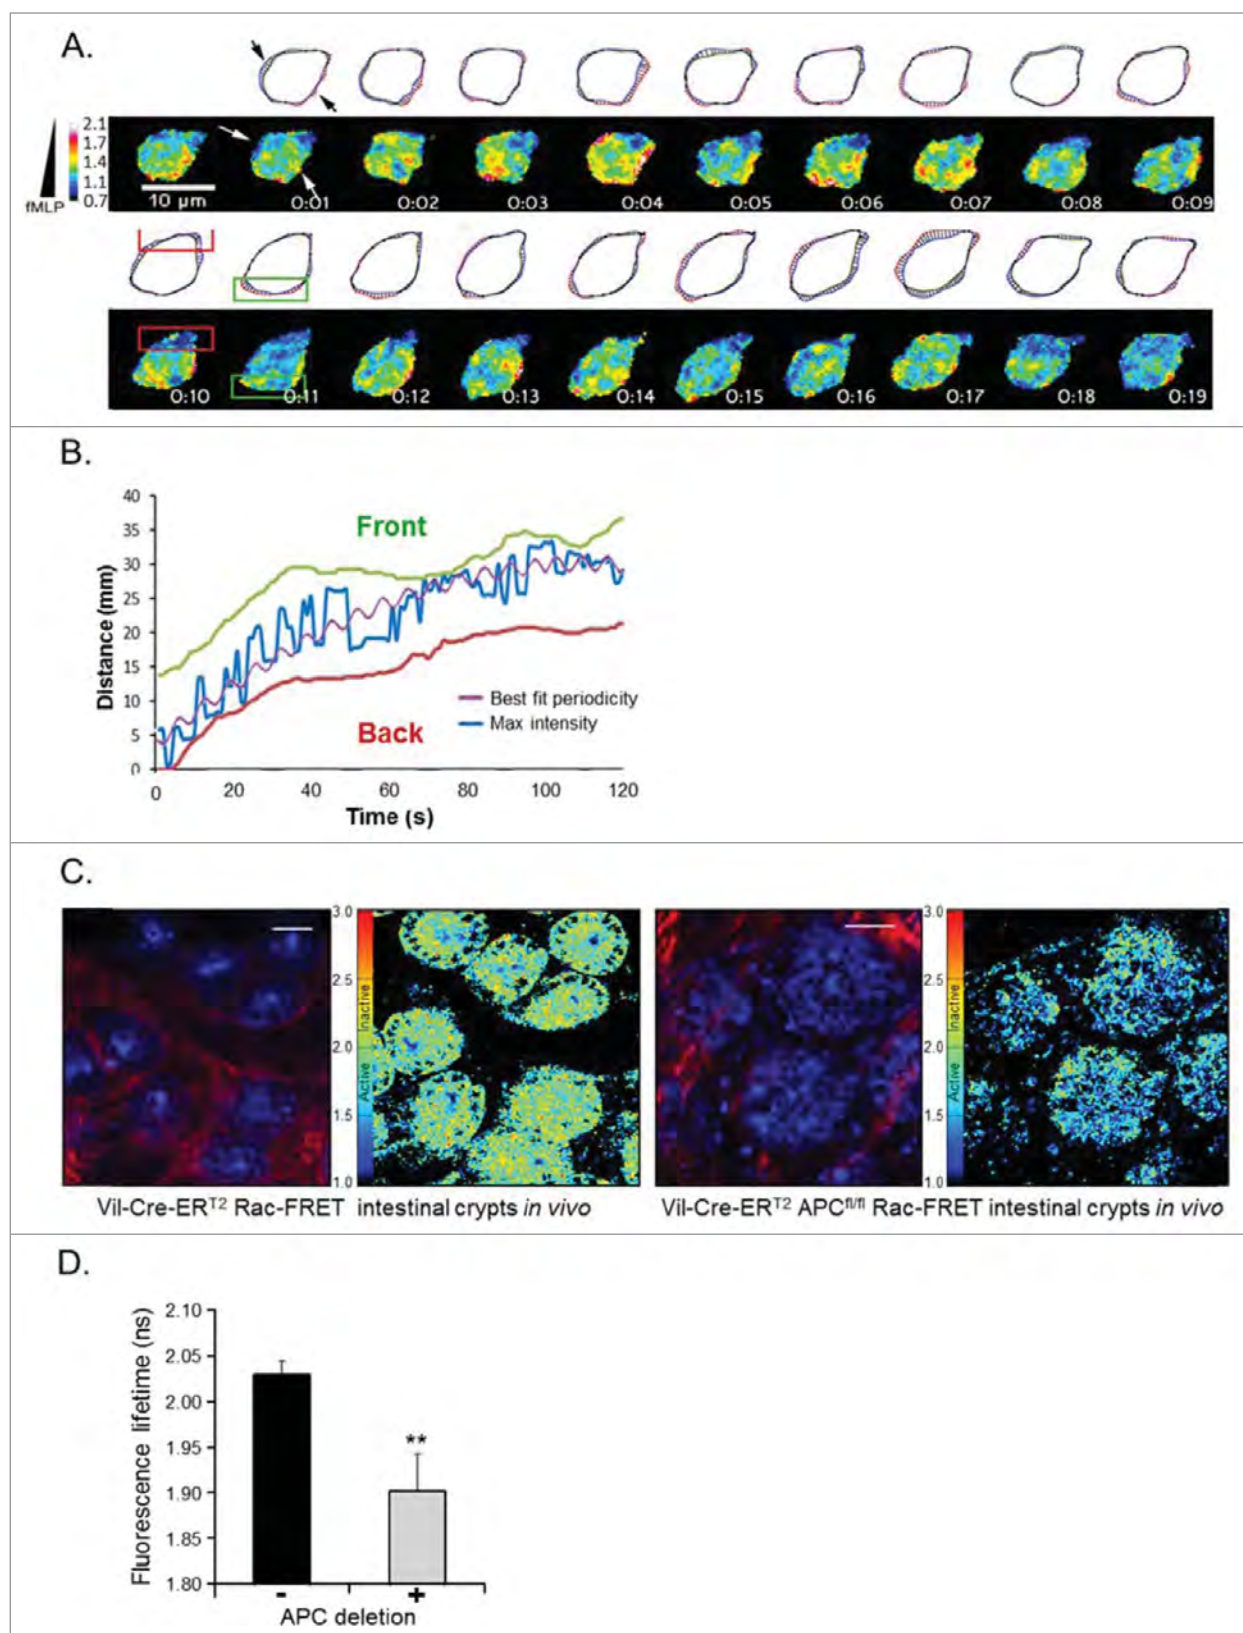 A.
2.1
1.7
1.4
1.1
0.7
fMLP
10 µm
0:01 0:02 0:03 0:04 0:05 0:06 0:07 0:08 0:09
0:10 0:11 0:12 0:13 0:14 0:15 0:16 0:17 0:18 0:19
B.
40
35
30
25
20
15
10
5
0
Distance (mm)
Front
Back
Best fit periodicity
Max intensity
0 20 40 60 80 100 120
Time (s)
C.
3.0
2.5
2.0
1.5
1.0
Inactive
Active
3.0
2.5
2.0
1.5
1.0
Inactive
Active
Vil-Cre-ERᵀ² Rac-FRET intestinal crypts in vivo
Vil-Cre-ERᵀ² APCᶠˡ/ᶠˡ Rac-FRET intestinal crypts in vivo
D.
2.10
2.05
2.00
1.95
1.90
1.85
1.80
Fluorescence lifetime (ns)
**
- +
APC deletion